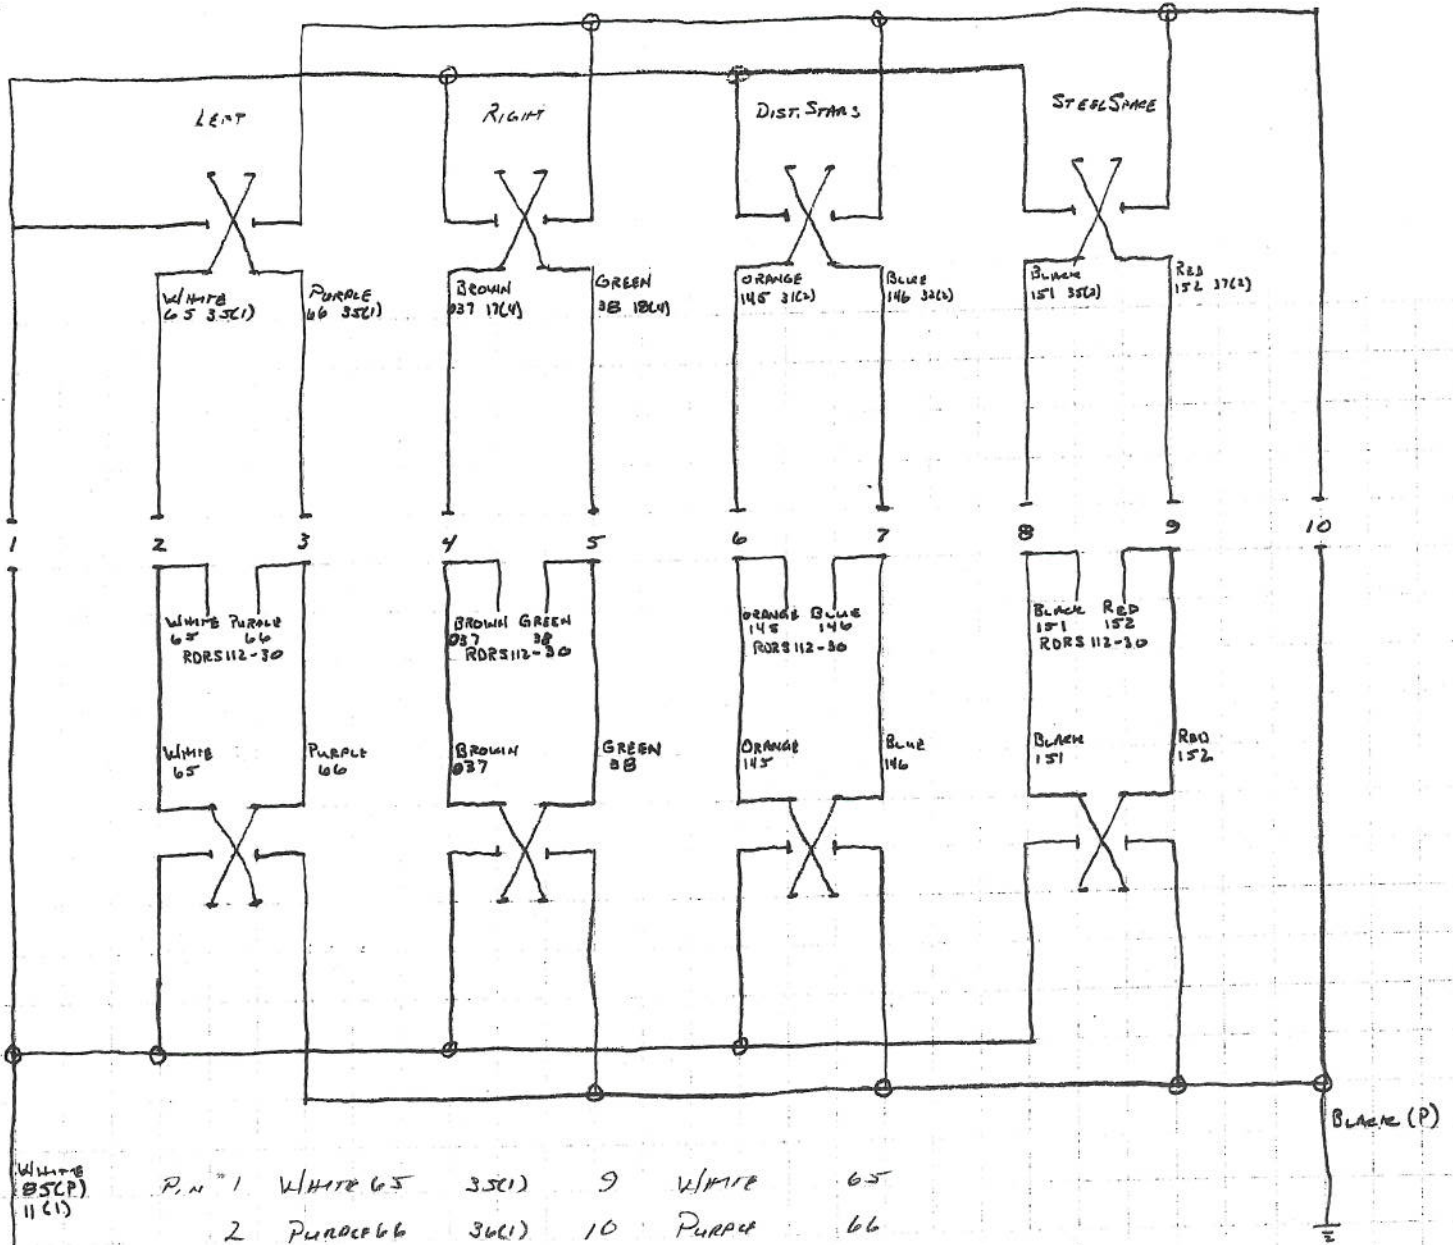 LEFT RIGHT DIST. STARS STEEL SPARE
WHITE PURPLE BROWN GREEN ORANGE BLUE BLACK RED
65 35(1) 66 35(1) 037 17(4) 38 18(4) 145 31(2) 146 32(2) 151 35(2) 152 37(2)
1 2 3 4 5 6 7 8 9 10
WHITE PURPLE BROWN GREEN ORANGE BLUE BLACK RED
65 66 037 38 145 146 151 152
RDRS112-30 RDRS112-30 RDRS112-30 RDRS112-30
WHITE PURPLE BROWN GREEN ORANGE BLUE BLACK RED
65 66 037 38 145 146 151 152
BLACK (P)
WHITE
85(P)
11(1)
PIN #1 WHITE 65 35(1) 9 WHITE 65
2 PURPLE 66 36(1) 10 PURPLE 66